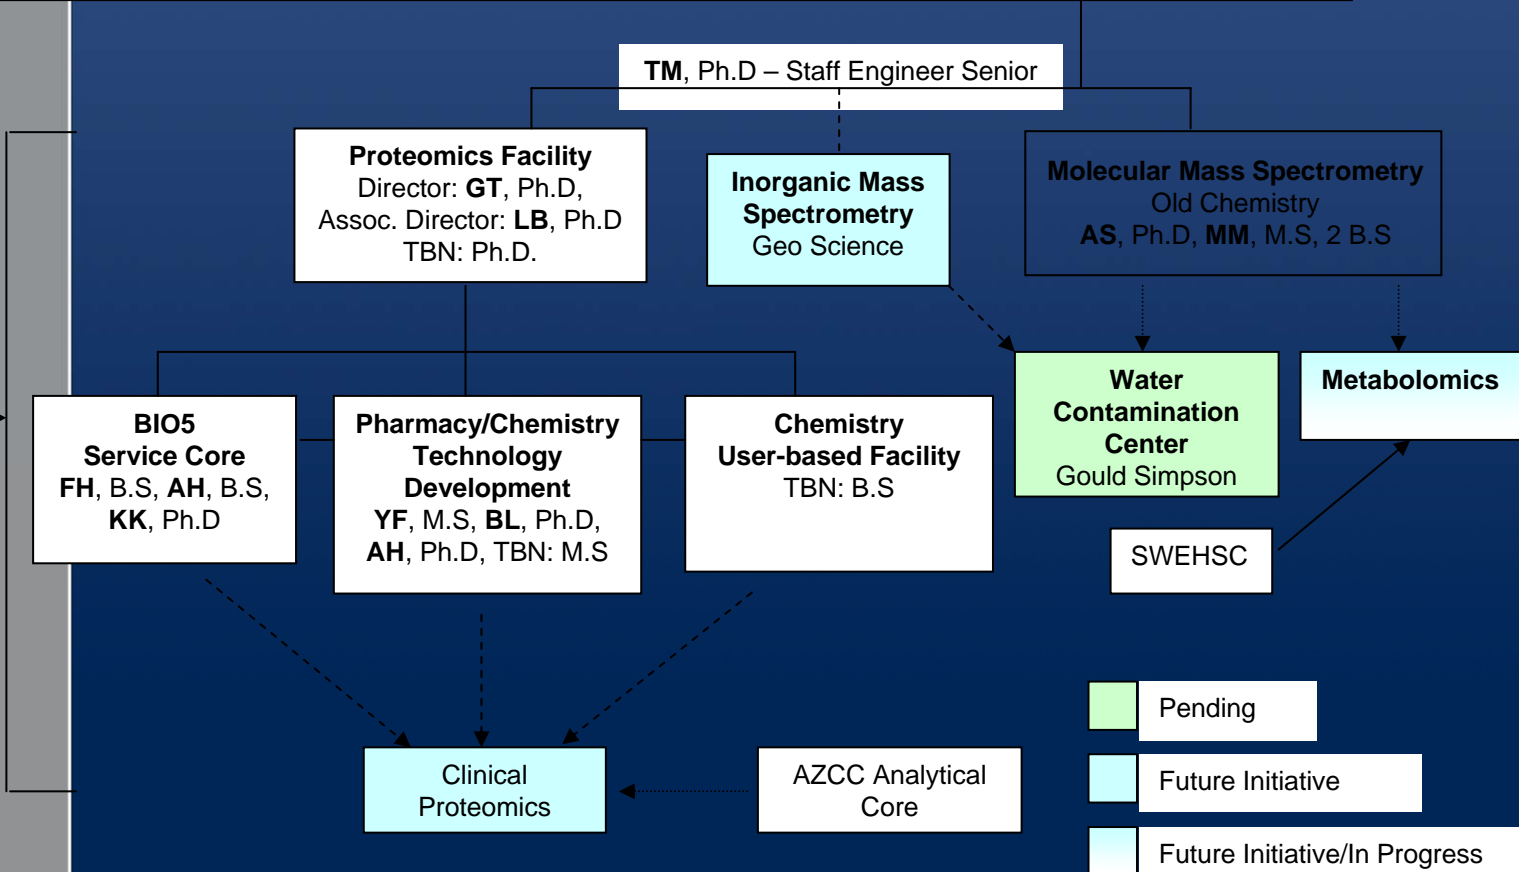 TM, Ph.D – Staff Engineer Senior
Proteomics Facility
Director: GT, Ph.D,
Assoc. Director: LB, Ph.D
TBN: Ph.D.
Inorganic Mass
Spectrometry
Geo Science
Molecular Mass Spectrometry
Old Chemistry
AS, Ph.D, MM, M.S, 2 B.S
BIO5
Service Core
FH, B.S, AH, B.S,
KK, Ph.D
Pharmacy/Chemistry
Technology
Development
YF, M.S, BL, Ph.D,
AH, Ph.D, TBN: M.S
Chemistry
User-based Facility
TBN: B.S
Water
Contamination
Center
Gould Simpson
Metabolomics
SWEHSC
Clinical
Proteomics
AZCC Analytical
Core
Pending
Future Initiative
Future Initiative/In Progress